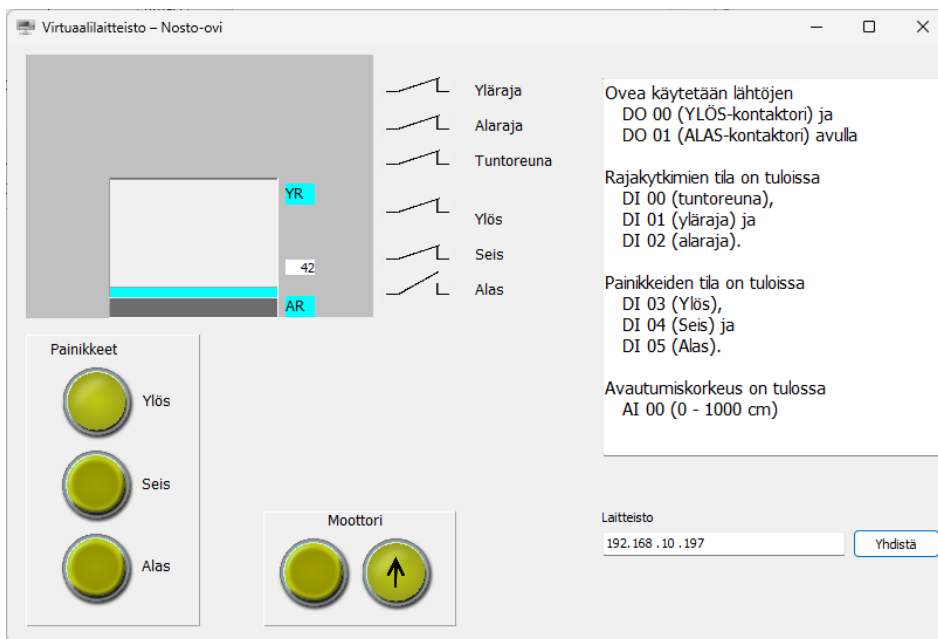 Virtuaalilaitteisto – Nosto-ovi
YR
42
AR
Yläraja
Alaraja
Tuntoreuna
Ylös
Seis
Alas
Ovea käytetään lähtöjen
DO 00 (YLÖS-kontaktori) ja
DO 01 (ALAS-kontaktori) avulla
Rajakytkimien tila on tuloissa
DI 00 (tuntoreuna),
DI 01 (yläraja) ja
DI 02 (alaraja).
Painikkeiden tila on tuloissa
DI 03 (Ylös),
DI 04 (Seis) ja
DI 05 (Alas).
Avautumiskorkeus on tulossa
AI 00 (0 - 1000 cm)
Painikkeet
Ylös
Seis
Alas
Moottori
Laitteisto
192.168.10.197
Yhdistä